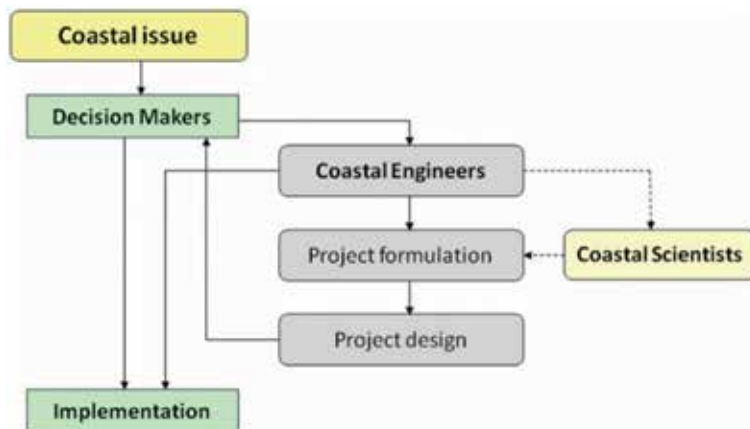 Coastal issue
Decision Makers
Coastal Engineers
Project formulation
Coastal Scientists
Project design
Implementation